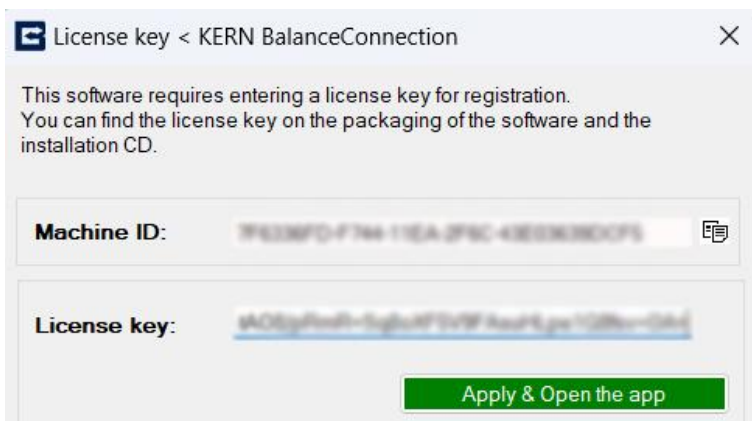 License key < KERN BalanceConnection
This software requires entering a license key for registration.
You can find the license key on the packaging of the software and the
installation CD.
Machine ID:
License key:
Apply & Open the app